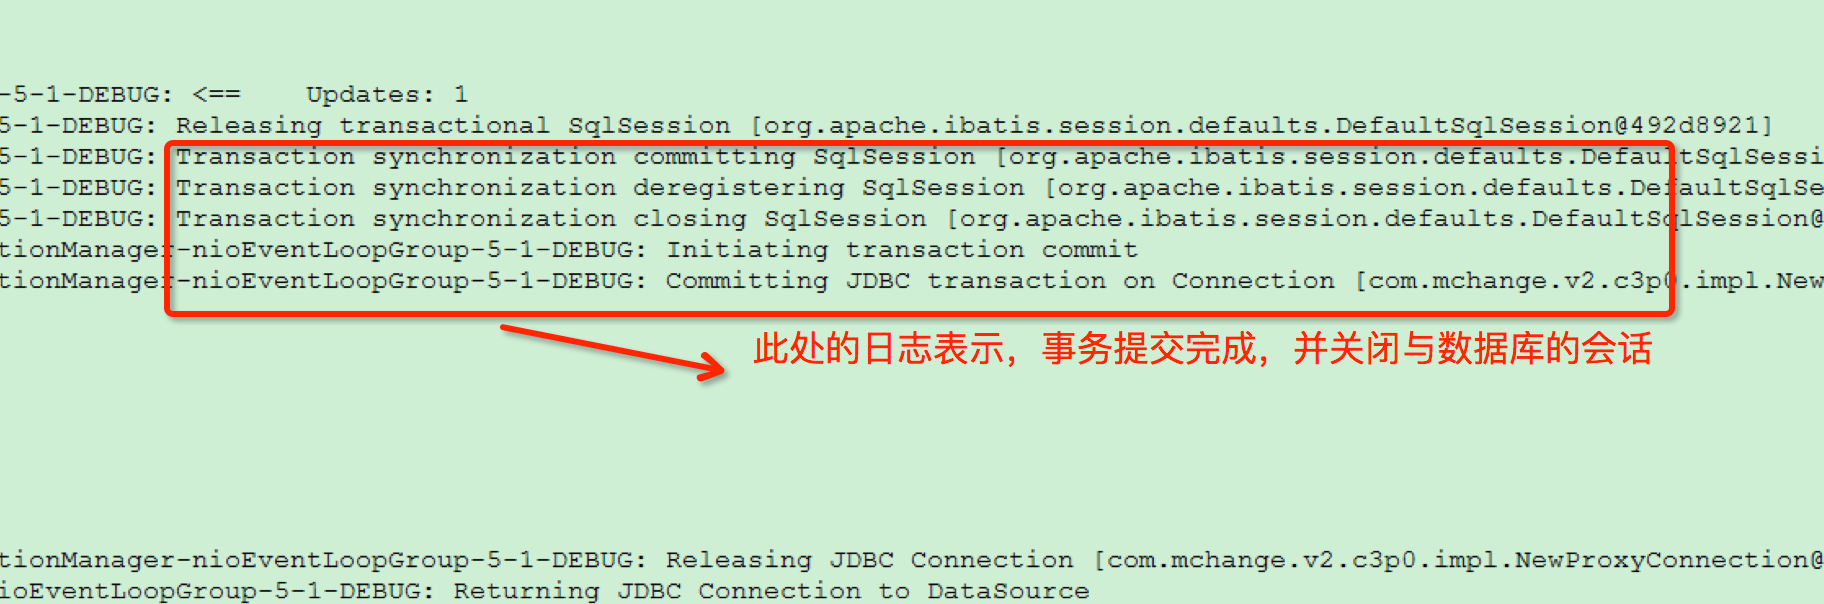 -5-1-DEBUG: <==    Updates: 1
5-1-DEBUG: Releasing transactional SqlSession [org.apache.ibatis.session.defaults.DefaultSqlSession@492d8921]
5-1-DEBUG: Transaction synchronization committing SqlSession [org.apache.ibatis.session.defaults.DefaultSqlSessi
5-1-DEBUG: Transaction synchronization deregistering SqlSession [org.apache.ibatis.session.defaults.DefaultSqlSe
5-1-DEBUG: Transaction synchronization closing SqlSession [org.apache.ibatis.session.defaults.DefaultSqlSession@
tionManager-nioEventLoopGroup-5-1-DEBUG: Initiating transaction commit
tionManager-nioEventLoopGroup-5-1-DEBUG: Committing JDBC transaction on Connection [com.mchange.v2.c3p0.impl.New
此处的日志表示，事务提交完成，并关闭与数据库的会话
tionManager-nioEventLoopGroup-5-1-DEBUG: Releasing JDBC Connection [com.mchange.v2.c3p0.impl.NewProxyConnection@
ioEventLoopGroup-5-1-DEBUG: Returning JDBC Connection to DataSource